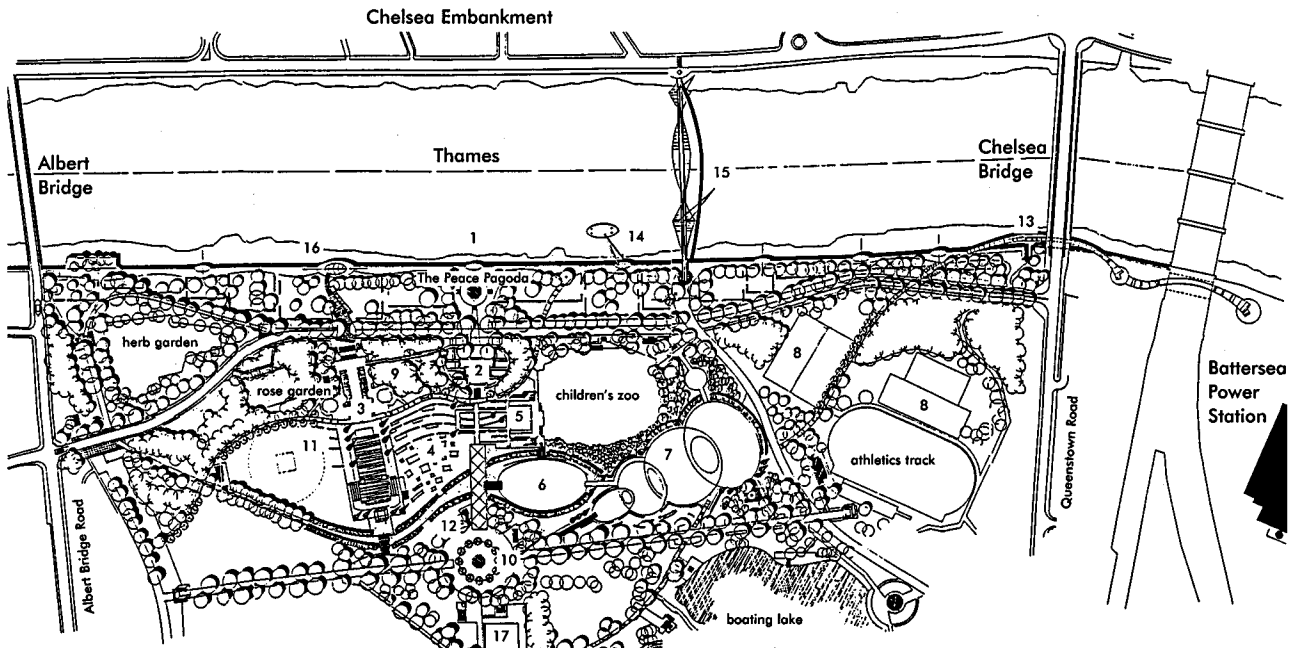 Chelsea Embankment
Albert
Bridge
Thames
Chelsea
Bridge
15
13
14
1
16
The Peace Pagoda
herb garden
8
2
9
rose garden
children's zoo
Battersea
Power
Station
3
5
8
11
4
7
athletics track
6
Queenstown Road
12
10
Albert Bridge Road
boating lake
17